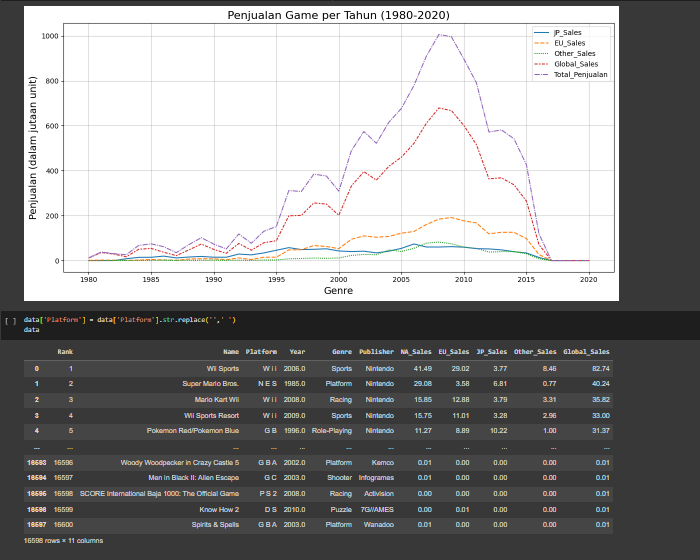 Penjualan Game per Tahun (1980-2020)
JP_Sales
EU_Sales
Other_Sales
Global_Sales
Total_Penjualan
Penjualan (dalam jutaan unit)
1000
800
600
400
200
0
1980 1985 1990 1995 2000 2005 2010 2015 2020
Genre
[ ] data['Platform'] = data['Platform'].str.replace('',' ')
data
Rank Name Platform Year Genre Publisher NA_Sales EU_Sales JP_Sales Other_Sales Global_Sales
0 1 Wii Sports W i i 2006.0 Sports Nintendo 41.49 29.02 3.77 8.46 82.74
1 2 Super Mario Bros. N E S 1985.0 Platform Nintendo 29.08 3.58 6.81 0.77 40.24
2 3 Mario Kart Wii W i i 2008.0 Racing Nintendo 15.85 12.88 3.79 3.31 35.82
3 4 Wii Sports Resort W i i 2009.0 Sports Nintendo 15.75 11.01 3.28 2.96 33.00
4 5 Pokemon Red/Pokemon Blue G B 1996.0 Role-Playing Nintendo 11.27 8.89 10.22 1.00 31.37
... ... ... ... ... ... ... ... ... ... ... ...
16593 16596 Woody Woodpecker in Crazy Castle 5 G B A 2002.0 Platform Kemco 0.01 0.00 0.00 0.00 0.01
16594 16597 Men in Black II: Alien Escape G C 2003.0 Shooter Infogrames 0.01 0.00 0.00 0.00 0.01
16595 16598 SCORE International Baja 1000: The Official Game P S 2 2008.0 Racing Activision 0.00 0.00 0.00 0.00 0.01
16596 16599 Know How 2 D S 2010.0 Puzzle 7G//AMES 0.00 0.01 0.00 0.00 0.01
16597 16600 Spirits & Spells G B A 2003.0 Platform Wanadoo 0.01 0.00 0.00 0.00 0.01
16598 rows × 11 columns